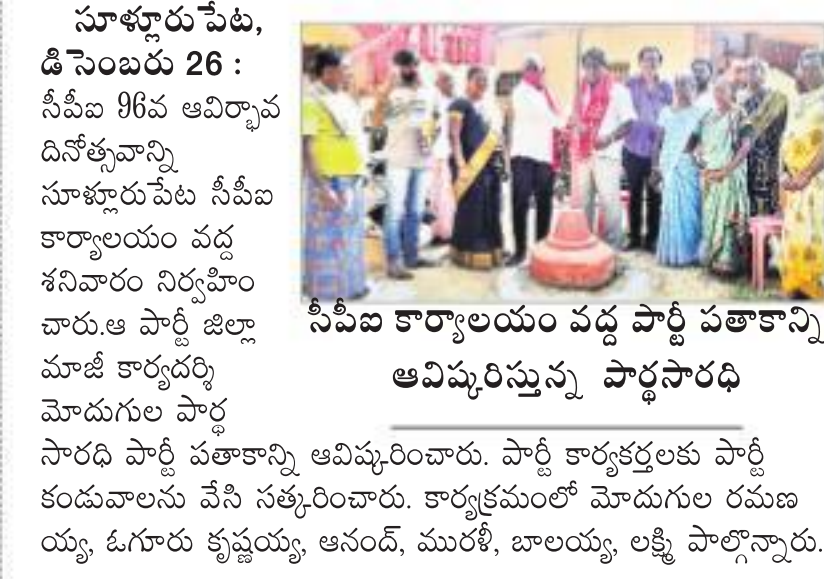 సూళ్లూరుపేట,
డిసెంబరు 26 :
సీపీఐ 96వ ఆవిర్భావ
దినోత్సవాన్ని
సూళ్లూరుపేట సీపీఐ
కార్యాలయం వద్ద
శనివారం నిర్వహిం
చారు.ఆ పార్టీ జిల్లా
మాజీ కార్యదర్శి
మోదుగుల పార్థ
సారధి పార్టీ పతాకాన్ని ఆవిష్కరించారు. పార్టీ కార్యకర్తలకు పార్టీ
కండువాలను వేసి సత్కరించారు. కార్యక్రమంలో మోదుగుల రమణ
య్య, ఓగూరు కృష్ణయ్య, ఆనంద్, మురళీ, బాలయ్య, లక్ష్మి పాల్గొన్నారు.
సీపీఐ కార్యాలయం వద్ద పార్టీ పతాకాన్ని
ఆవిష్కరిస్తున్న పార్థసారధి